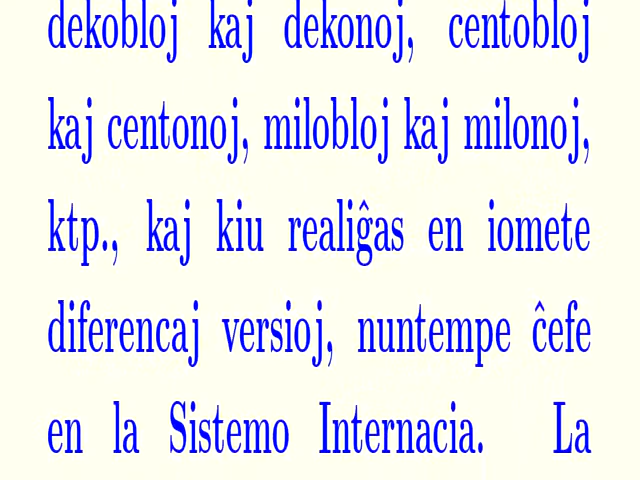 dekobloj kaj dekonoj, centobloj
kaj centonoj, milobloj kaj milonoj,
ktp., kaj kiu realiĝas en iomete
diferencaj versioj, nuntempe ĉefe
en la Sistemo Internacia. La